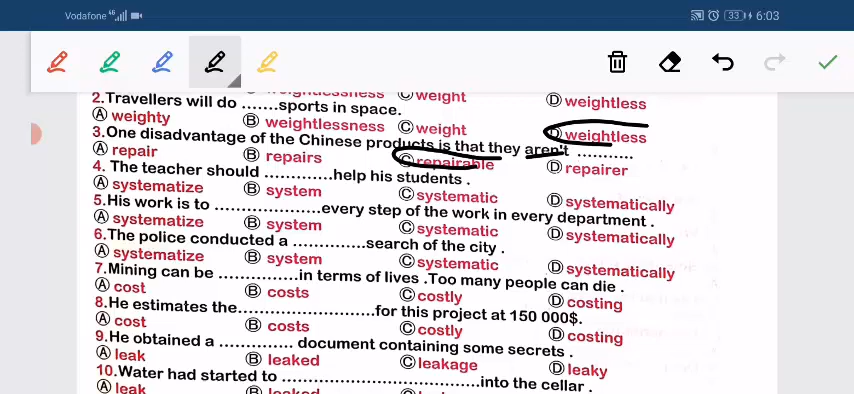 Vodafone 4G 33 6:03
weightlessness Ⓒ weight Ⓓ weightless
2.Travellers will do .......sports in space.
Ⓐ weighty Ⓑ weightlessness Ⓒ weight Ⓓ weightless
3.One disadvantage of the Chinese products is that they aren't ...........
Ⓐ repair Ⓑ repairs Ⓒ repairable Ⓓ repairer
4. The teacher should .............help his students .
Ⓐ systematize Ⓑ system Ⓒ systematic Ⓓ systematically
5.His work is to ....................every step of the work in every department .
Ⓐ systematize Ⓑ system Ⓒ systematic Ⓓ systematically
6.The police conducted a ..............search of the city .
Ⓐ systematize Ⓑ system Ⓒ systematic Ⓓ systematically
7.Mining can be ...............in terms of lives .Too many people can die .
Ⓐ cost Ⓑ costs Ⓒ costly Ⓓ costing
8.He estimates the..........................for this project at 150 000$.
Ⓐ cost Ⓑ costs Ⓒ costly Ⓓ costing
9.He obtained a .............. document containing some secrets .
Ⓐ leak Ⓑ leaked Ⓒ leakage Ⓓ leaky
10.Water had started to ......................................into the cellar .
Ⓐ leak Ⓑ leaked